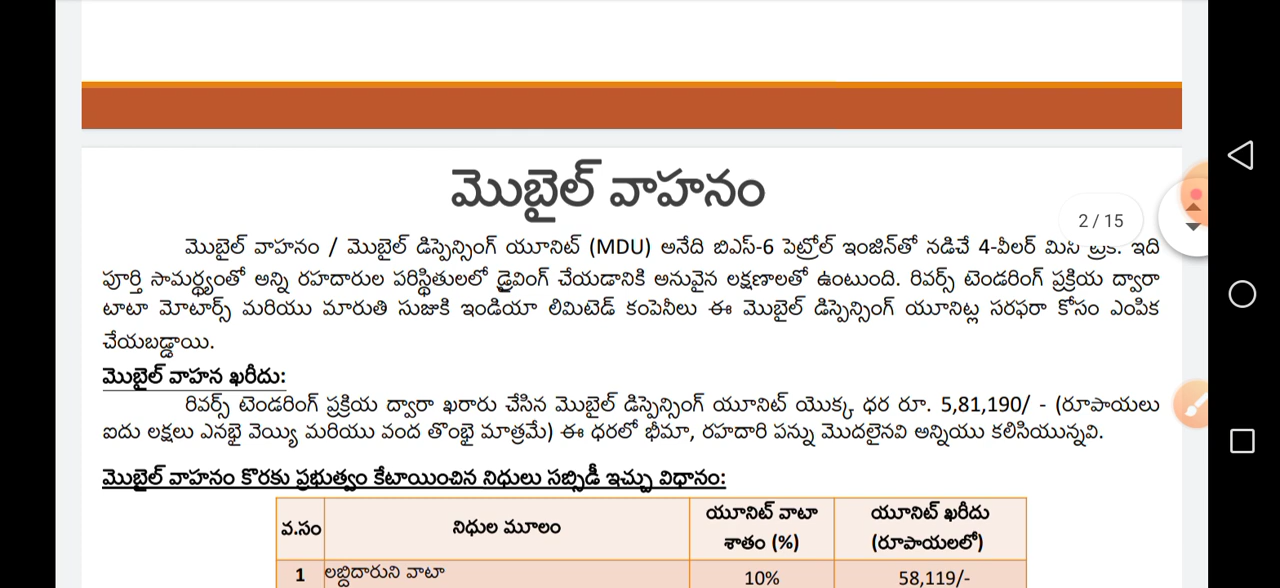 మొబైల్ వాహనం
2 / 15
మొబైల్ వాహనం / మొబైల్ డిస్పెన్సింగ్ యూనిట్ (MDU) అనేది బిఎస్-6 పెట్రోల్ ఇంజిన్‌తో నడిచే 4-వీలర్ మినీ ట్రక్. ఇది
పూర్తి సామర్థ్యంతో అన్ని రహదారుల పరిస్థితులలో డ్రైవింగ్ చేయడానికి అనువైన లక్షణాలతో ఉంటుంది. రివర్స్ టెండరింగ్ ప్రక్రియ ద్వారా
టాటా మోటార్స్ మరియు మారుతి సుజుకి ఇండియా లిమిటెడ్ కంపెనీలు ఈ మొబైల్ డిస్పెన్సింగ్ యూనిట్ల సరఫరా కోసం ఎంపిక
చేయబడ్డాయి.
మొబైల్ వాహన ఖరీదు:
రివర్స్ టెండరింగ్ ప్రక్రియ ద్వారా ఖరారు చేసిన మొబైల్ డిస్పెన్సింగ్ యూనిట్ యొక్క ధర రూ. 5,81,190/- (రూపాయలు
ఐదు లక్షలు ఎనభై వెయ్యి మరియు వంద తొంభై మాత్రమే) ఈ ధరలో భీమా, రహదారి పన్ను మొదలైనవి అన్నియు కలిసియున్నవి.
మొబైల్ వాహనం కొరకు ప్రభుత్వం కేటాయించిన నిధులు సబ్సిడీ ఇచ్చు విధానం:
వ.సం నిధుల మూలం యూనిట్ వాటా శాతం (%) యూనిట్ ఖరీదు (రూపాయలలో)
1 లబ్దిదారుని వాటా 10% 58,119/-